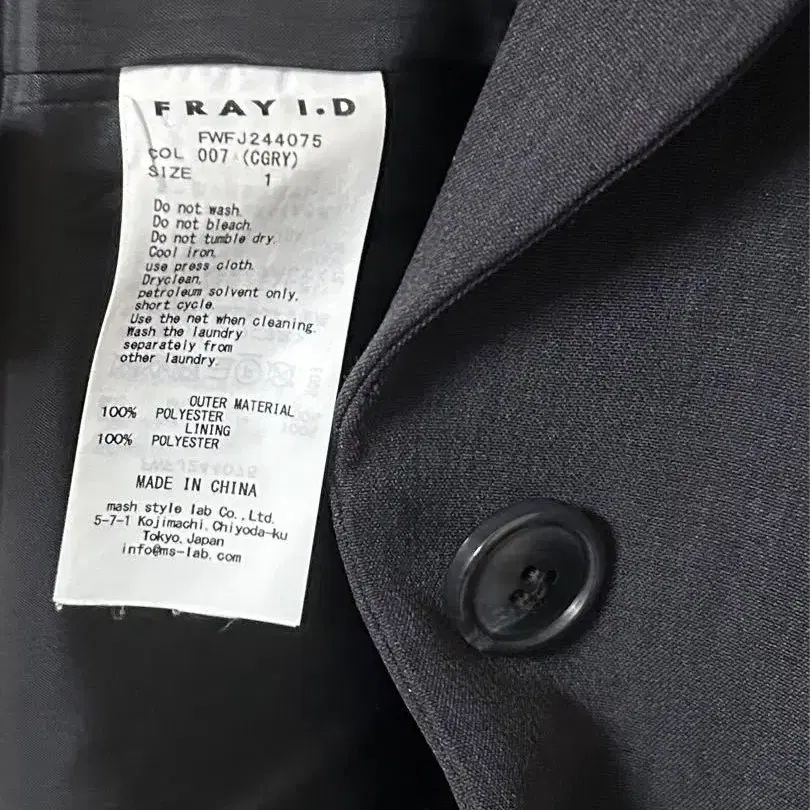 FRAY I.D
FWFJ244075
COL 007 (CGRY)
SIZE 1
Do not wash.
Do not bleach.
Do not tumble dry.
Cool iron.
use press cloth.
Dryclean,
petroleum solvent only,
short cycle.
Use the net when cleaning.
Wash the laundry
separately from
other laundry.
OUTER MATERIAL
100% POLYESTER
LINING
100% POLYESTER
MADE IN CHINA
mash style lab Co.,Ltd.
5-7-1 Kojimachi, Chiyoda-ku
Tokyo, Japan
info@ms-lab.com